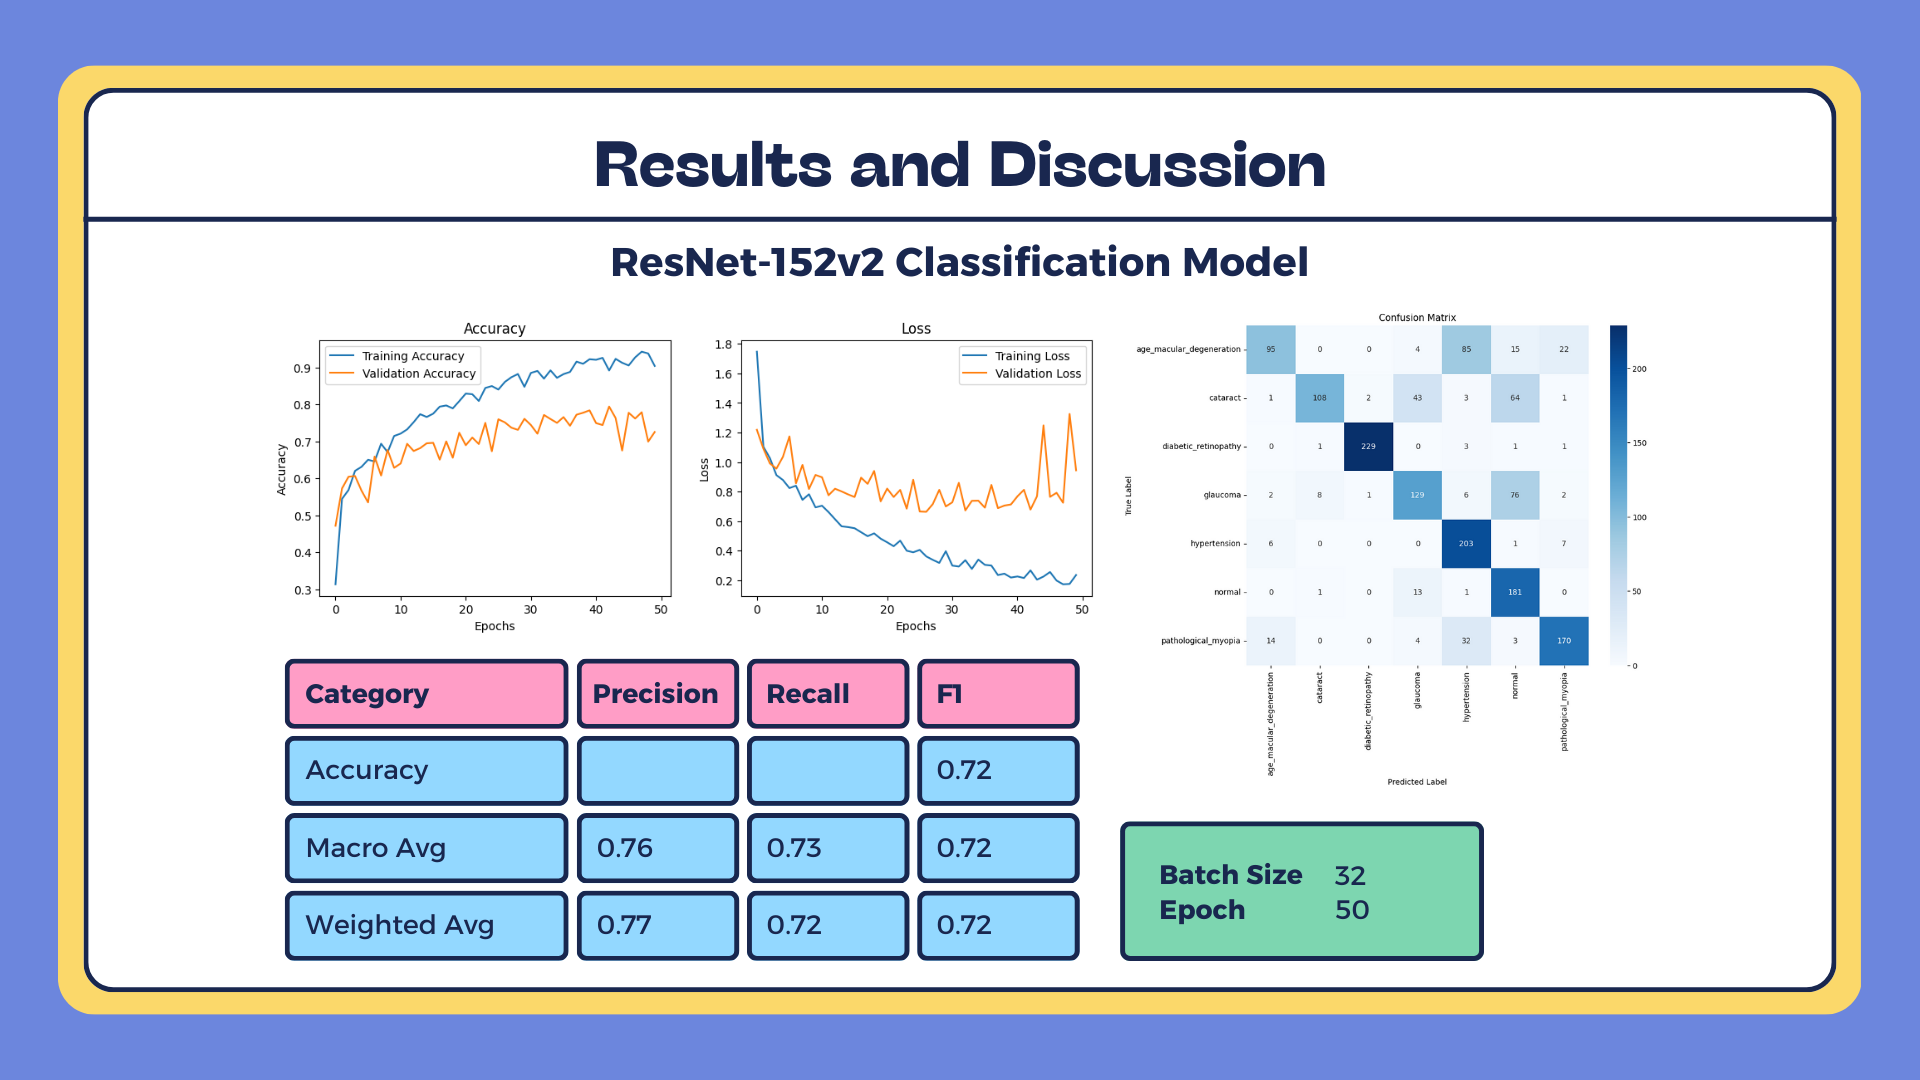 Results and Discussion
ResNet-152v2 Classification Model
Accuracy
Training Accuracy
Validation Accuracy
Accuracy
0.9
0.8
0.7
0.6
0.5
0.4
0.3
0 10 20 30 40 50
Epochs
Loss
Training Loss
Validation Loss
Loss
1.8
1.6
1.4
1.2
1.0
0.8
0.6
0.4
0.2
0 10 20 30 40 50
Epochs
Confusion Matrix
True Label
age_macular_degeneration 95 0 0 4 85 15 22
cataract 1 108 2 43 3 64 1
diabetic_retinopathy 0 1 229 0 3 1 1
glaucoma 2 8 1 129 6 76 2
hypertension 6 0 0 0 203 1 7
normal 0 1 0 13 1 181 0
pathological_myopia 14 0 0 4 32 3 170
age_macular_degeneration
cataract
diabetic_retinopathy
glaucoma
hypertension
normal
pathological_myopia
Predicted Label
200
150
100
50
0
Category Precision Recall F1
Accuracy 0.72
Macro Avg 0.76 0.73 0.72
Weighted Avg 0.77 0.72 0.72
Batch Size 32
Epoch 50